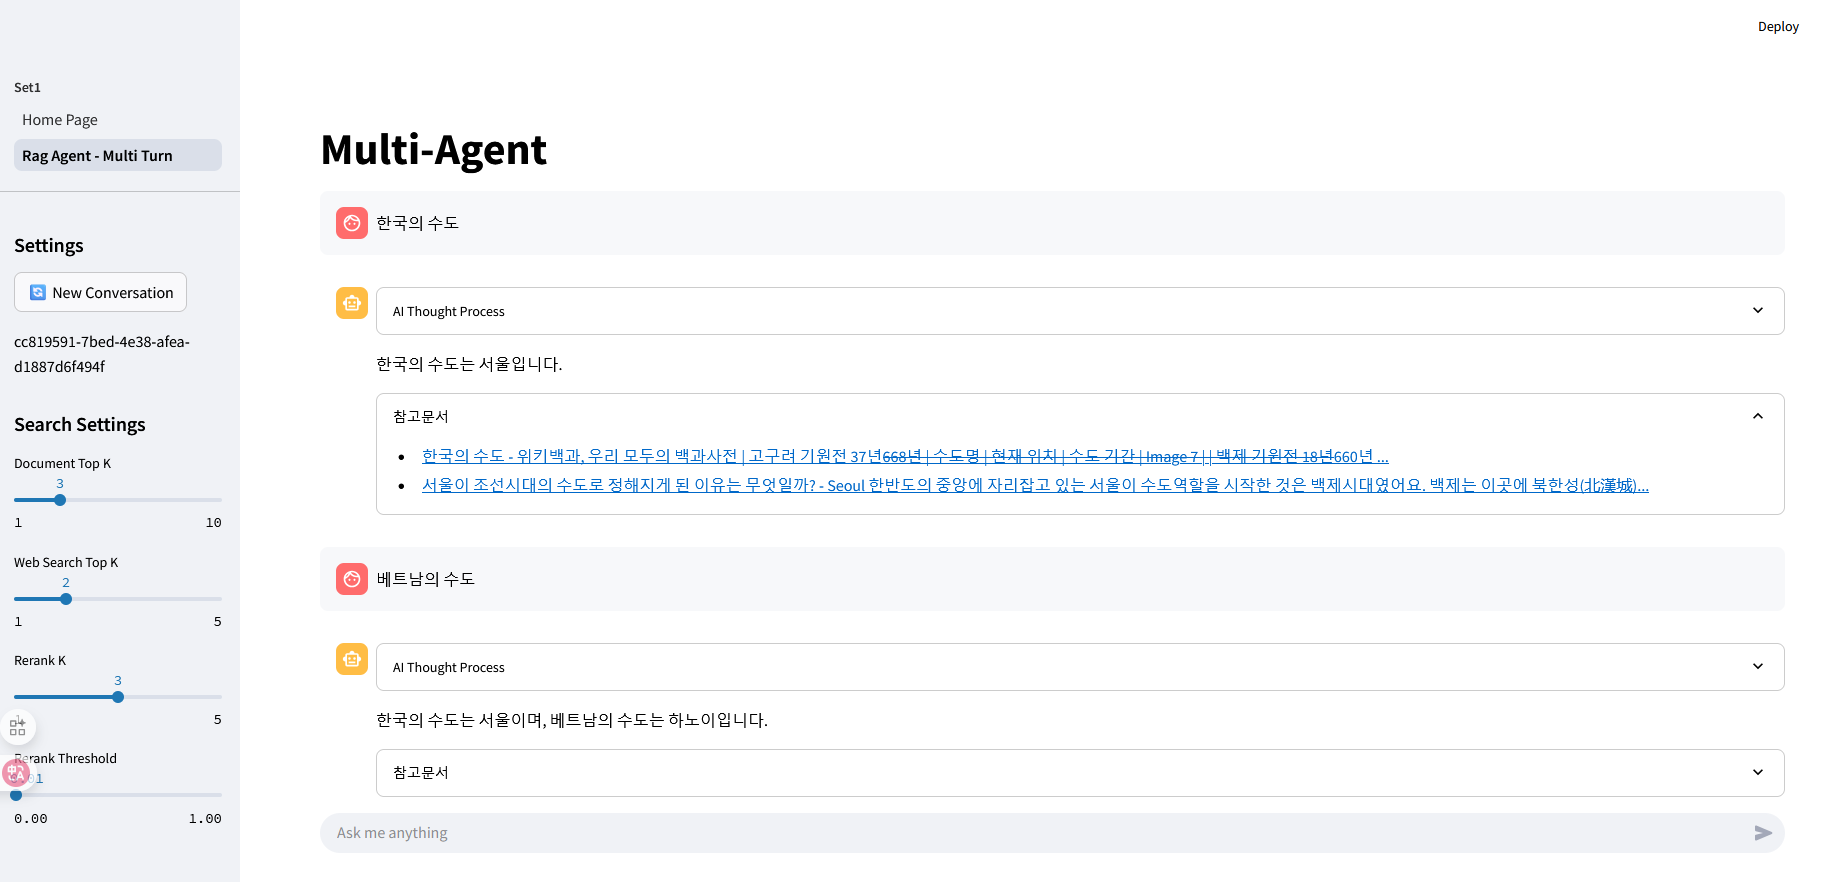 Deploy
Set1
Home Page
Rag Agent - Multi Turn
Settings
New Conversation
cc819591-7bed-4e38-afea-
d1887d6f494f
Search Settings
Document Top K
3
1 10
Web Search Top K
2
1 5
Rerank K
3
5
Rerank Threshold
0.00 1.00
Multi-Agent
한국의 수도
AI Thought Process
한국의 수도는 서울입니다.
참고문서
한국의 수도 - 위키백과, 우리 모두의 백과사전 | 고구려 기원전 37년668년 | 수도명 | 현재 위치 | 수도 기간 | Image 7 | | 백제 기원전 18년660년 ...
서울이 조선시대의 수도로 정해지게 된 이유는 무엇일까? - Seoul 한반도의 중앙에 자리잡고 있는 서울이 수도역할을 시작한 것은 백제시대였어요. 백제는 이곳에 북한성(北漢城)...
베트남의 수도
AI Thought Process
한국의 수도는 서울이며, 베트남의 수도는 하노이입니다.
참고문서
Ask me anything